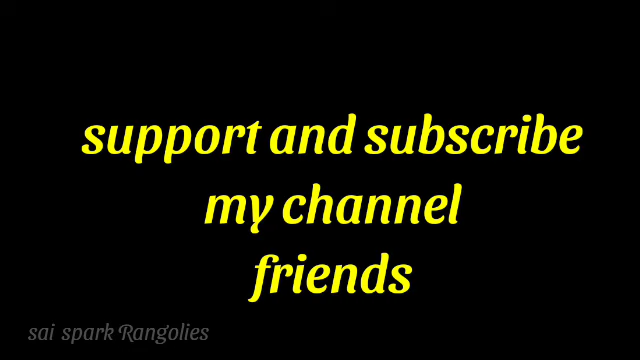 support and subscribe
my channel
friends
sai spark Rangolies